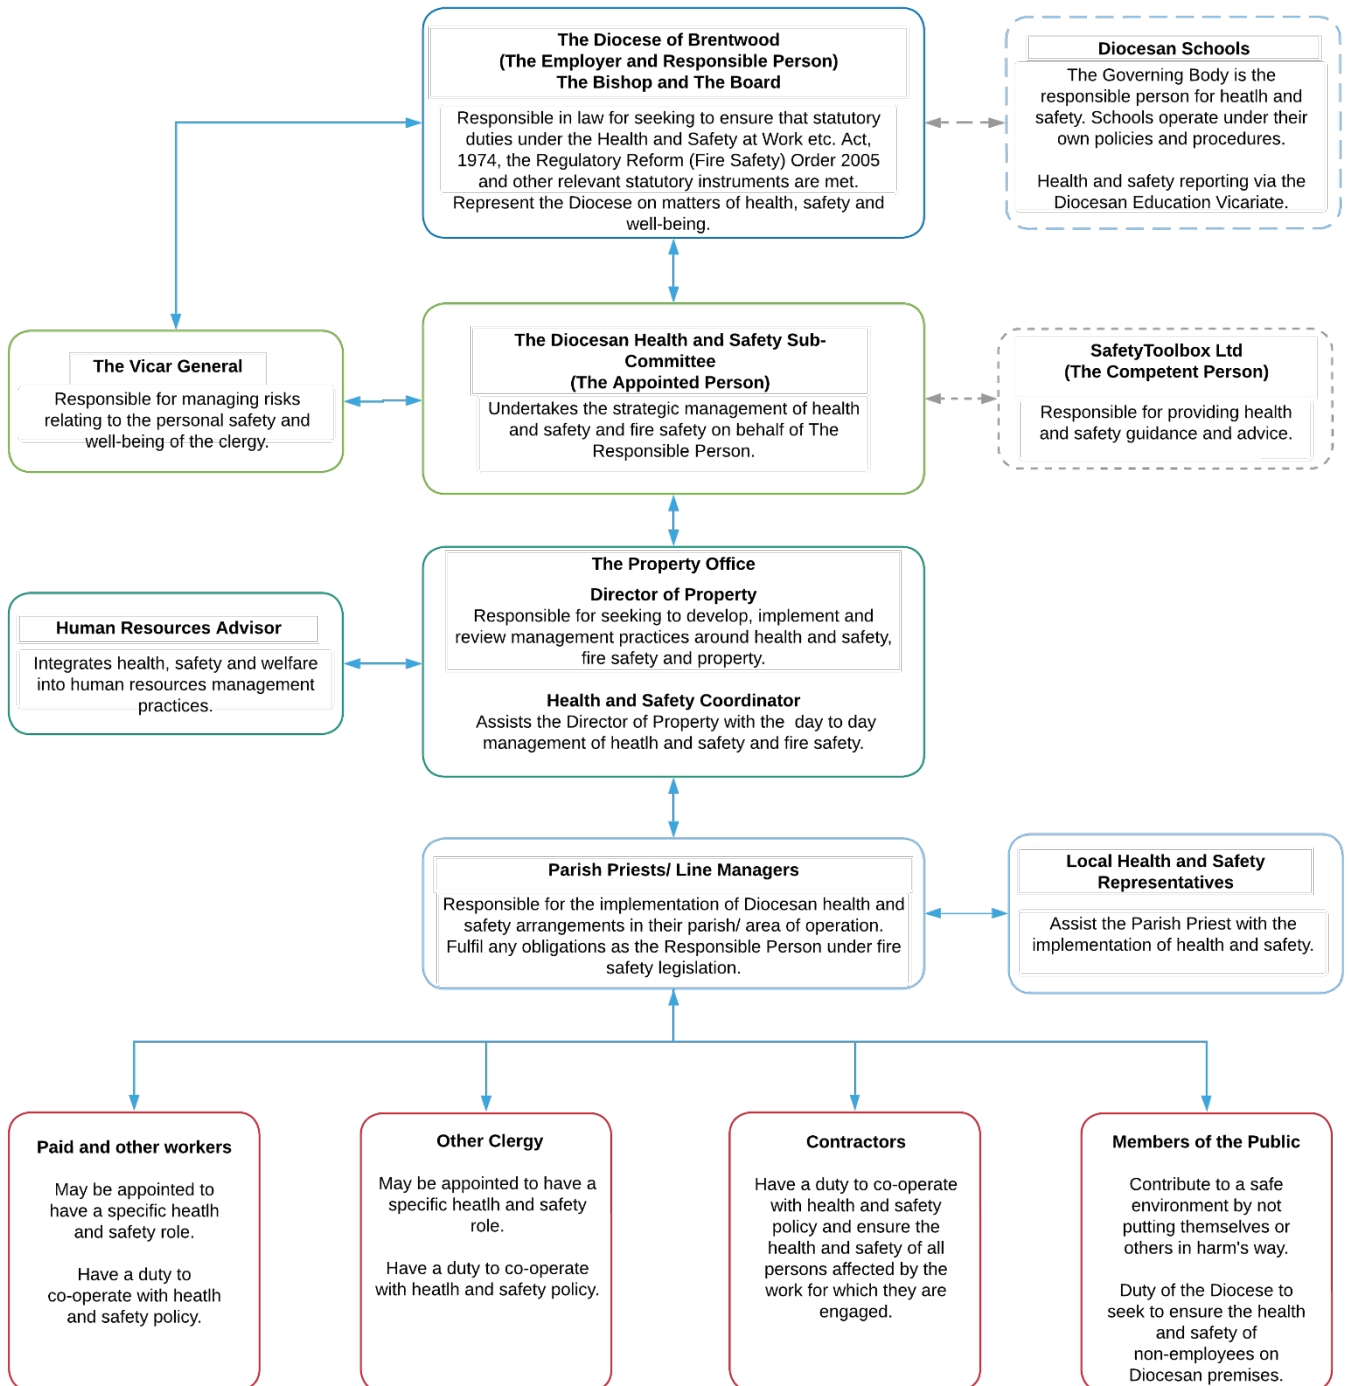 The Diocese of Brentwood
(The Employer and Responsible Person)
The Bishop and The Board
Responsible in law for seeking to ensure that statutory
duties under the Health and Safety at Work etc. Act,
1974, the Regulatory Reform (Fire Safety) Order 2005
and other relevant statutory instruments are met.
Represent the Diocese on matters of health, safety and
well-being.
Diocesan Schools
The Governing Body is the
responsible person for heatlh and
safety. Schools operate under their
own policies and procedures.
Health and safety reporting via the
Diocesan Education Vicariate.
The Vicar General
Responsible for managing risks
relating to the personal safety and
well-being of the clergy.
The Diocesan Health and Safety Sub-
Committee
(The Appointed Person)
Undertakes the strategic management of health
and safety and fire safety on behalf of The
Responsible Person.
SafetyToolbox Ltd
(The Competent Person)
Responsible for providing health
and safety guidance and advice.
The Property Office
Director of Property
Responsible for seeking to develop, implement and
review management practices around health and safety,
fire safety and property.
Health and Safety Coordinator
Assists the Director of Property with the day to day
management of heatlh and safety and fire safety.
Human Resources Advisor
Integrates health, safety and welfare
into human resources management
practices.
Parish Priests/ Line Managers
Responsible for the implementation of Diocesan health and
safety arrangements in their parish/ area of operation.
Fulfil any obligations as the Responsible Person under fire
safety legislation.
Local Health and Safety
Representatives
Assist the Parish Priest with the
implementation of health and safety.
Paid and other workers
May be appointed to
have a specific heatlh
and safety role.
Have a duty to
co-operate with heatlh
and safety policy.
Other Clergy
May be appointed to have a
specific heatlh and safety
role.
Have a duty to co-operate
with heatlh and safety policy.
Contractors
Have a duty to co-operate
with health and safety
policy and ensure the
health and safety of all
persons affected by the
work for which they are
engaged.
Members of the Public
Contribute to a safe
environment by not
putting themselves or
others in harm's way.
Duty of the Diocese to
seek to ensure the health
and safety of
non-employees on
Diocesan premises.